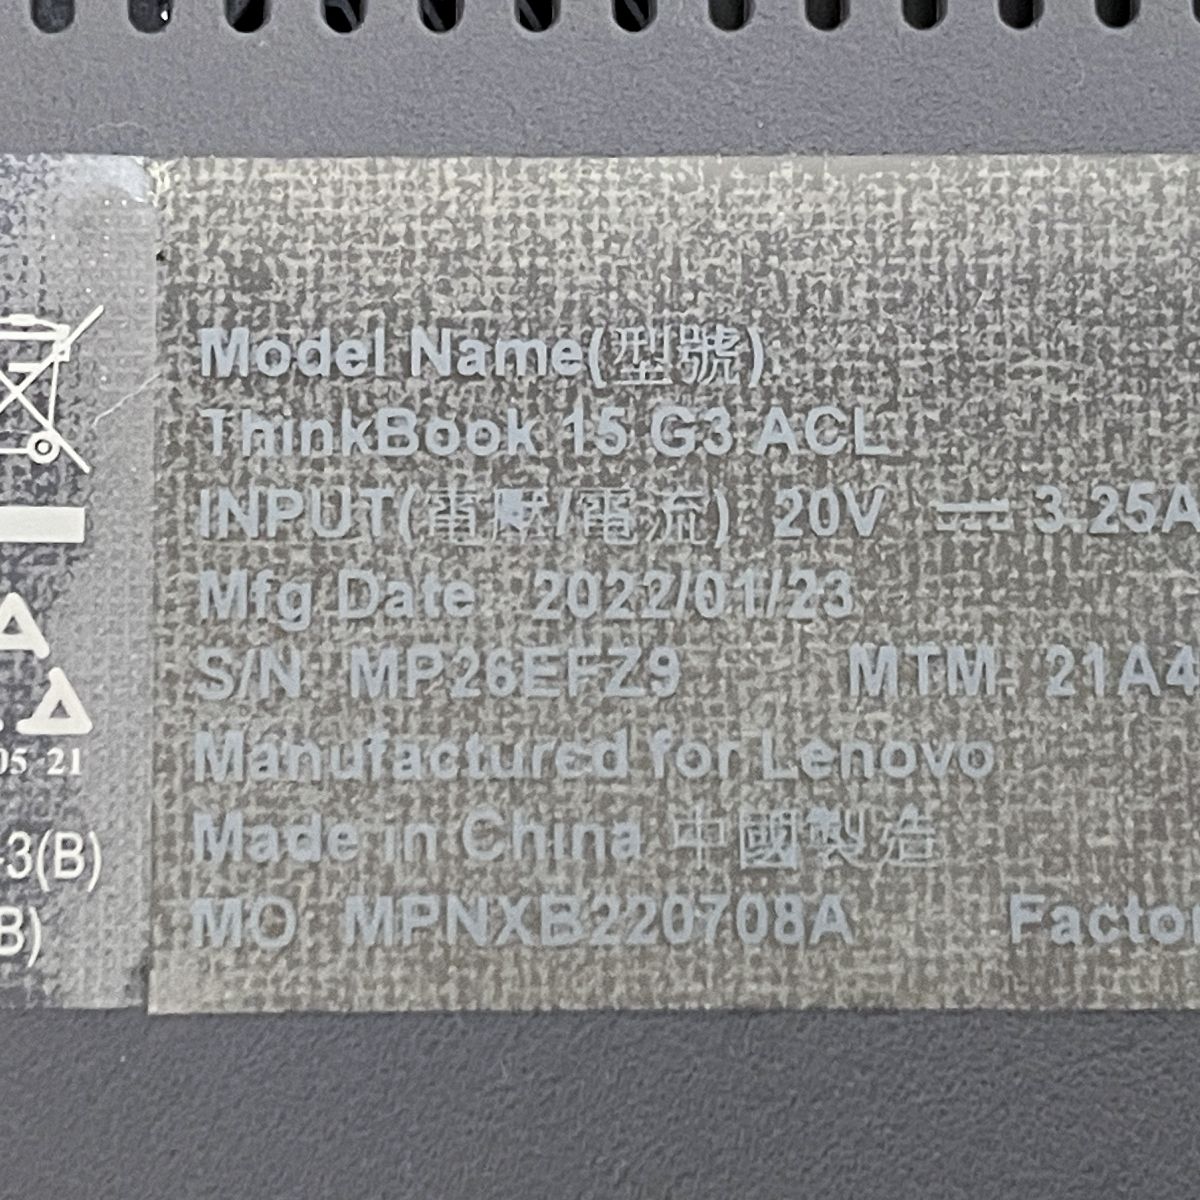 Model Name(型號)
ThinkBook 15 G3 ACL
INPUT(電壓/電流) 20V ⎓ 3.25A
Mfg Date 2022/01/23
S/N MP26EFZ9 MTM 21A4
Manufactured for Lenovo
Made in China 中國製造
MO MPNXB220708A Facto
05 21
-3(B)
B)